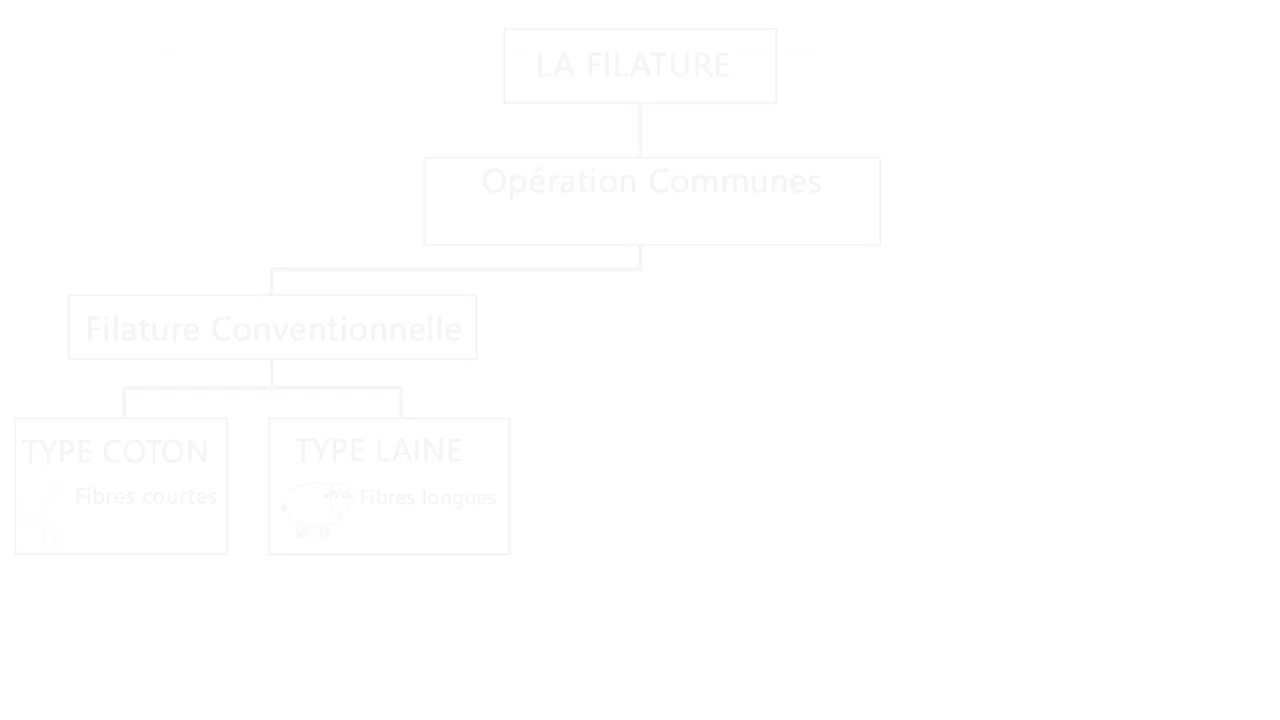 LA FILATURE
Opération Communes
Filature Conventionnelle
TYPE COTON
Fibres courtes
TYPE LAINE
Fibres longues